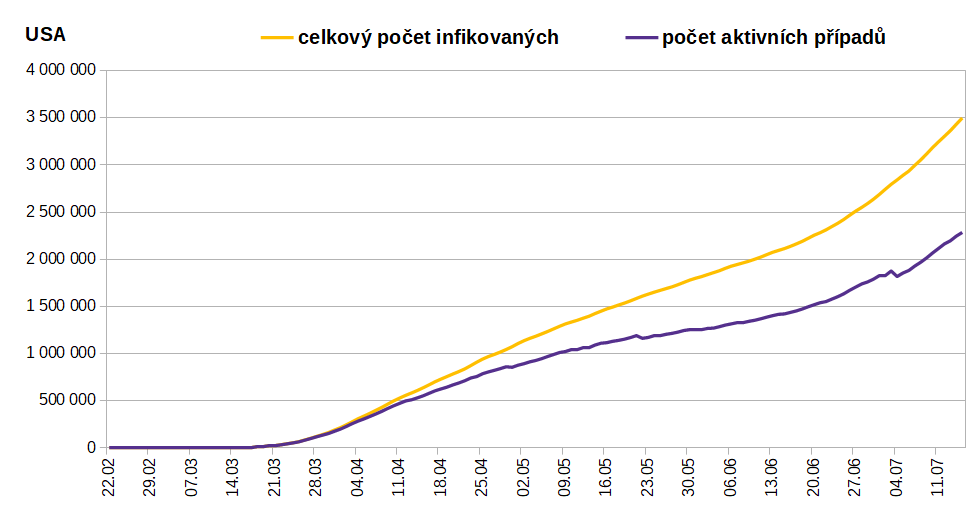 USA
celkový počet infikovaných
počet aktivních případů
4 000 000
3 500 000
3 000 000
2 500 000
2 000 000
1 500 000
1 000 000
500 000
0
22.02
29.02
07.03
14.03
21.03
28.03
04.04
11.04
18.04
25.04
02.05
09.05
16.05
23.05
30.05
06.06
13.06
20.06
27.06
04.07
11.07